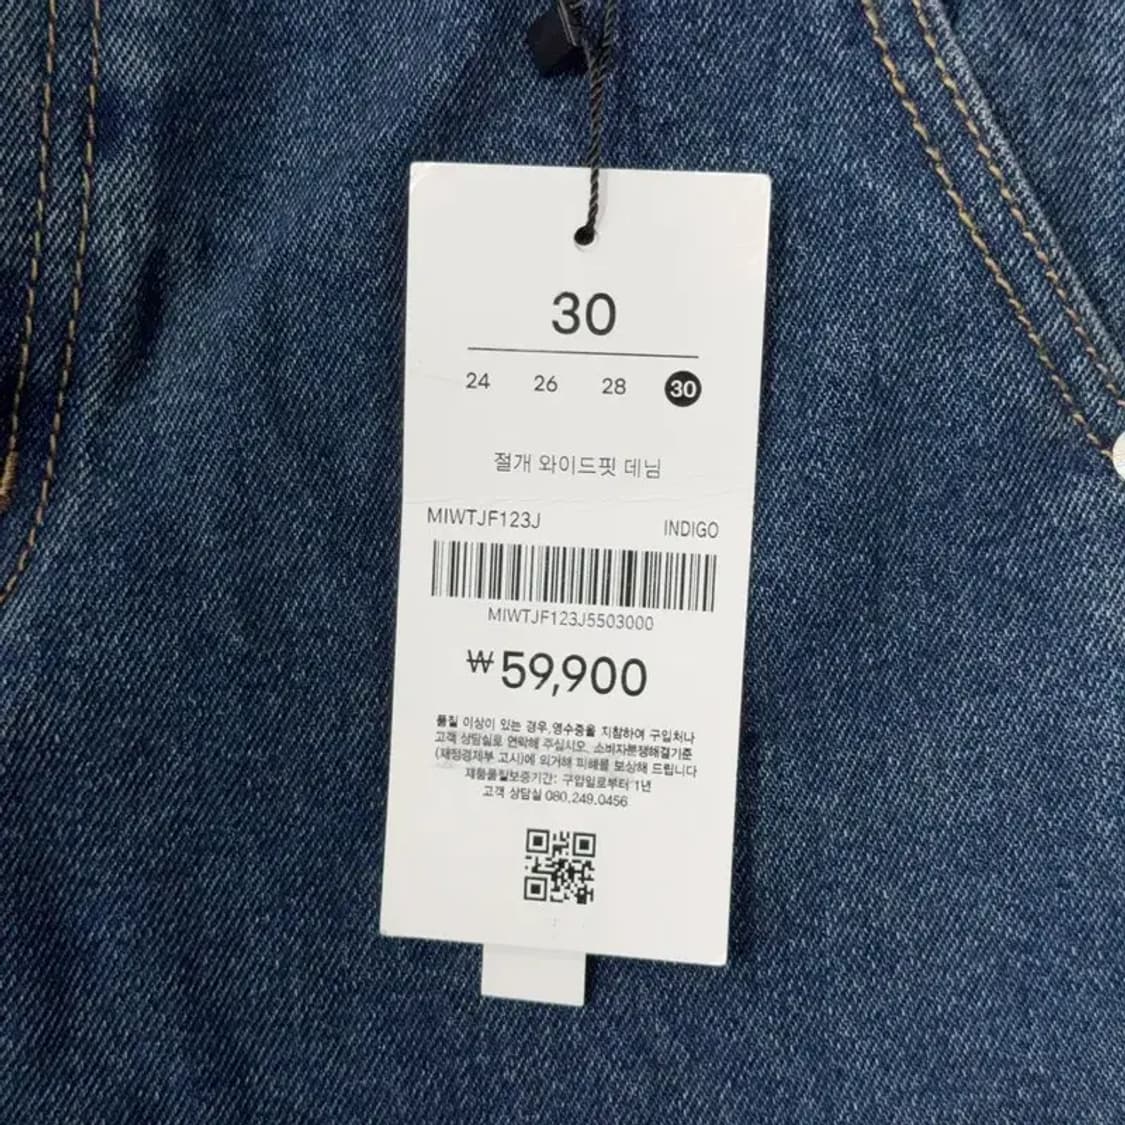 30
24 26 28 30
절개 와이드핏 데님
MIWTJF123J INDIGO
MIWTJF123J5503000
₩59,900
품질 이상이 있는 경우, 영수증을 지참하여 구입처나
고객 상담실로 연락해 주십시오. 소비자분쟁해결기준
(재정경제부 고시)에 의거해 피해를 보상해 드립니다
제품품질보증기간: 구입일로부터 1년
고객 상담실 080.249.0456